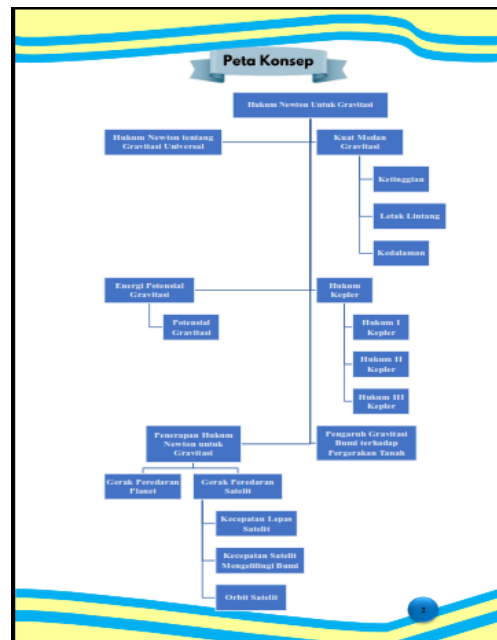 Peta Konsep
Hukum Newton Untuk Gravitasi
Hukum Newton tentang
Gravitasi Universal
Kuat Medan
Gravitasi
Ketinggian
Letak Lintang
Kedalaman
Energi Potensial
Gravitasi
Potensial
Gravitasi
Hukum
Kepler
Hukum I
Kepler
Hukum II
Kepler
Hukum III
Kepler
Penerapan Hukum
Newton untuk
Gravitasi
Pengaruh Gravitasi
Bumi terhadap
Pergerakan Tanah
Gerak Peredaran
Planet
Gerak Peredaran
Satelit
Kecepatan Lepas
Satelit
Kecepatan Satelit
Mengelilingi Bumi
Orbit Satelit
2